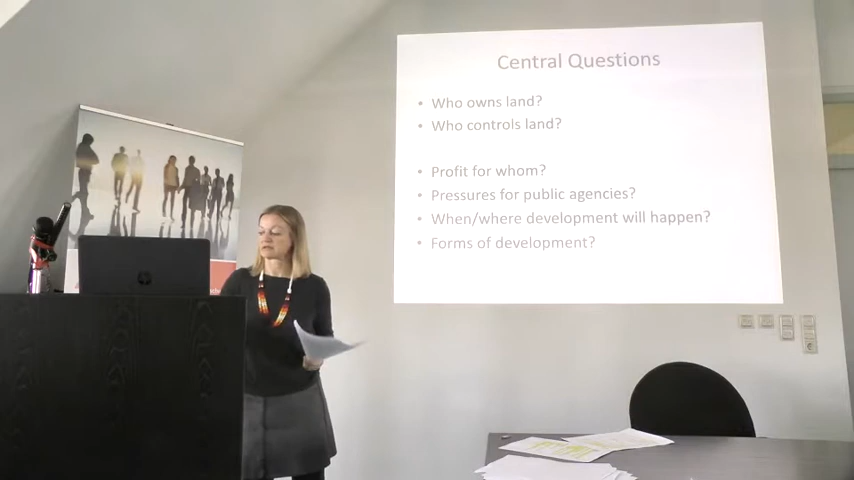 Central Questions
• Who owns land?
• Who controls land?
• Profit for whom?
• Pressures for public agencies?
• When/where development will happen?
• Forms of development?
hp